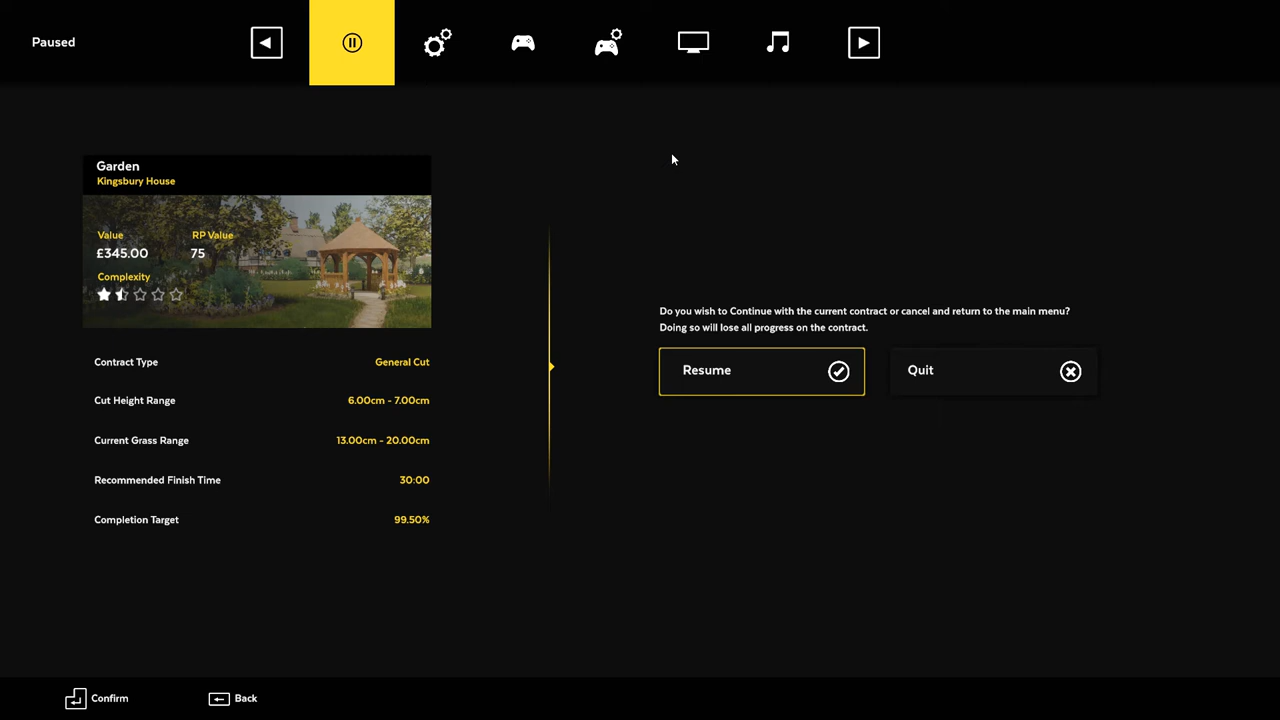 Paused
Garden
Kingsbury House
Value
RP Value
£345.00
75
Complexity
Contract Type
General Cut
Cut Height Range
6.00cm - 7.00cm
Current Grass Range
13.00cm - 20.00cm
Recommended Finish Time
30:00
Completion Target
99.50%
Do you wish to Continue with the current contract or cancel and return to the main menu?
Doing so will lose all progress on the contract.
Resume
Quit
Confirm
Back